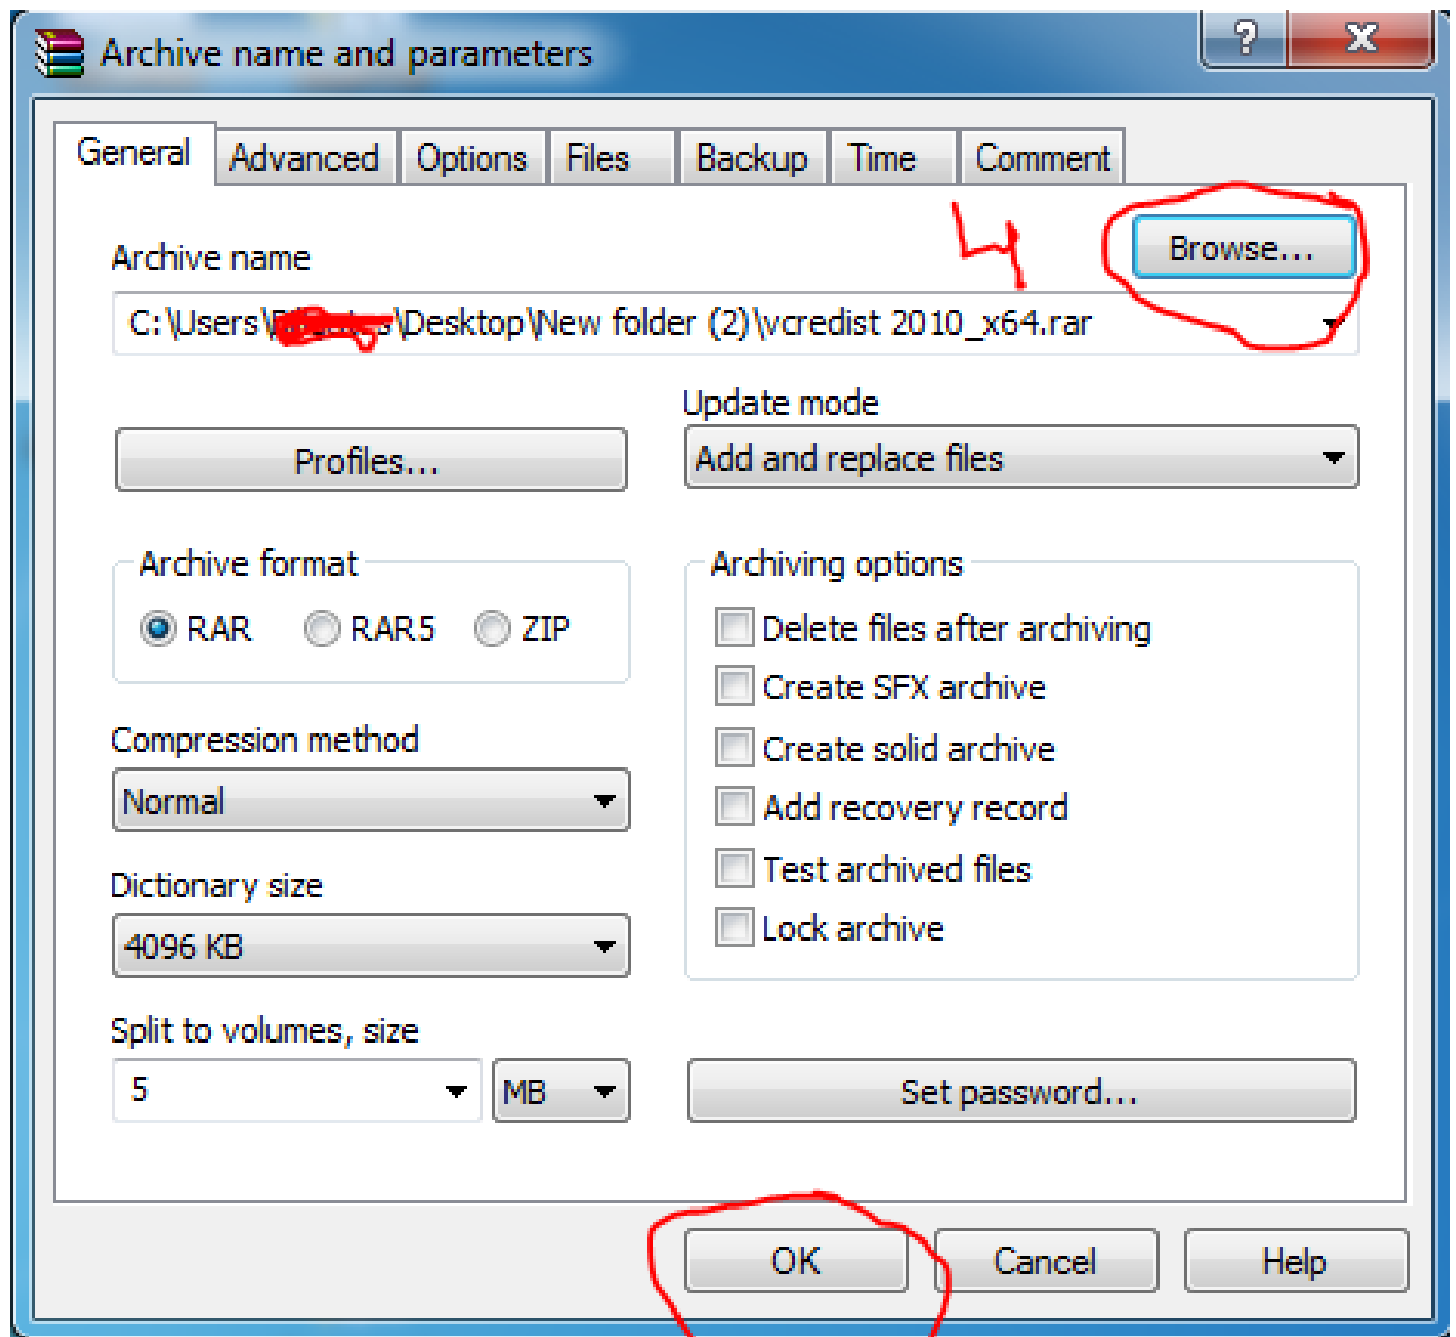 Archive name and parameters
?
General Advanced Options Files Backup Time Comment
4
Browse...
Archive name
C:\Users\ \Desktop\New folder (2)\vcredist 2010_x64.rar
Update mode
Profiles... Add and replace files
Archive format Archiving options
RAR RAR5 ZIP Delete files after archiving
Create SFX archive
Compression method Create solid archive
Normal Add recovery record
Dictionary size Test archived files
4096 KB Lock archive
Split to volumes, size
5 MB Set password...
OK Cancel Help